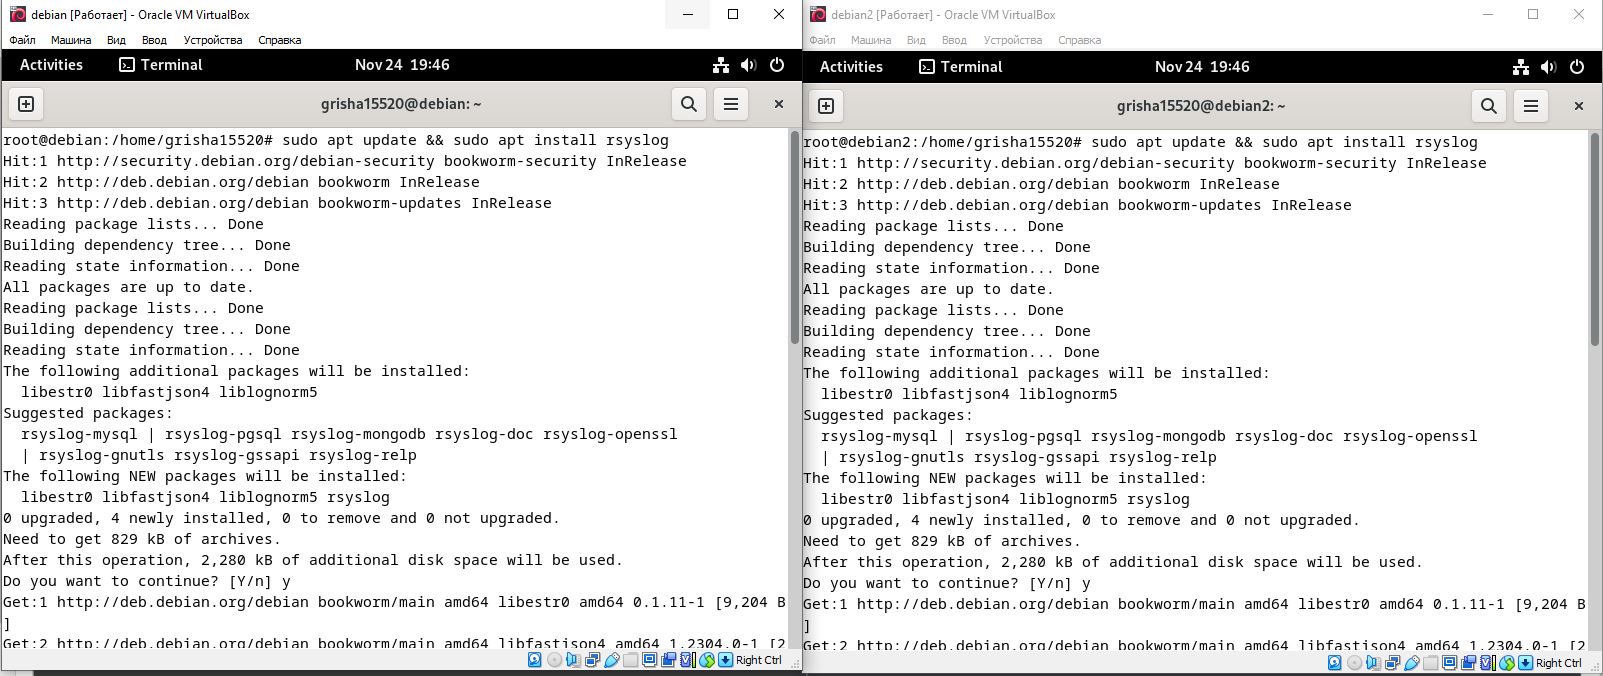 debian [Работает] - Oracle VM VirtualBox
Файл Машина Вид Ввод Устройства Справка
Activities Terminal Nov 24 19:46
grisha15520@debian: ~
root@debian:/home/grisha15520# sudo apt update && sudo apt install rsyslog
Hit:1 http://security.debian.org/debian-security bookworm-security InRelease
Hit:2 http://deb.debian.org/debian bookworm InRelease
Hit:3 http://deb.debian.org/debian bookworm-updates InRelease
Reading package lists... Done
Building dependency tree... Done
Reading state information... Done
All packages are up to date.
Reading package lists... Done
Building dependency tree... Done
Reading state information... Done
The following additional packages will be installed:
  libestr0 libfastjson4 liblognorm5
Suggested packages:
  rsyslog-mysql | rsyslog-pgsql rsyslog-mongodb rsyslog-doc rsyslog-openssl
  | rsyslog-gnutls rsyslog-gssapi rsyslog-relp
The following NEW packages will be installed:
  libestr0 libfastjson4 liblognorm5 rsyslog
0 upgraded, 4 newly installed, 0 to remove and 0 not upgraded.
Need to get 829 kB of archives.
After this operation, 2,280 kB of additional disk space will be used.
Do you want to continue? [Y/n] y
Get:1 http://deb.debian.org/debian bookworm/main amd64 libestr0 amd64 0.1.11-1 [9,204 B
]
Get:2 http://deb.debian.org/debian bookworm/main amd64 libfastjson4 amd64 1.2304.0-1 [2
Right Ctrl
debian2 [Работает] - Oracle VM VirtualBox
Файл Машина Вид Ввод Устройства Справка
Activities Terminal Nov 24 19:46
grisha15520@debian2: ~
root@debian2:/home/grisha15520# sudo apt update && sudo apt install rsyslog
Hit:1 http://security.debian.org/debian-security bookworm-security InRelease
Hit:2 http://deb.debian.org/debian bookworm InRelease
Hit:3 http://deb.debian.org/debian bookworm-updates InRelease
Reading package lists... Done
Building dependency tree... Done
Reading state information... Done
All packages are up to date.
Reading package lists... Done
Building dependency tree... Done
Reading state information... Done
The following additional packages will be installed:
  libestr0 libfastjson4 liblognorm5
Suggested packages:
  rsyslog-mysql | rsyslog-pgsql rsyslog-mongodb rsyslog-doc rsyslog-openssl
  | rsyslog-gnutls rsyslog-gssapi rsyslog-relp
The following NEW packages will be installed:
  libestr0 libfastjson4 liblognorm5 rsyslog
0 upgraded, 4 newly installed, 0 to remove and 0 not upgraded.
Need to get 829 kB of archives.
After this operation, 2,280 kB of additional disk space will be used.
Do you want to continue? [Y/n] y
Get:1 http://deb.debian.org/debian bookworm/main amd64 libestr0 amd64 0.1.11-1 [9,204 B
]
Get:2 http://deb.debian.org/debian bookworm/main amd64 libfastjson4 amd64 1.2304.0-1 [2
Right Ctrl